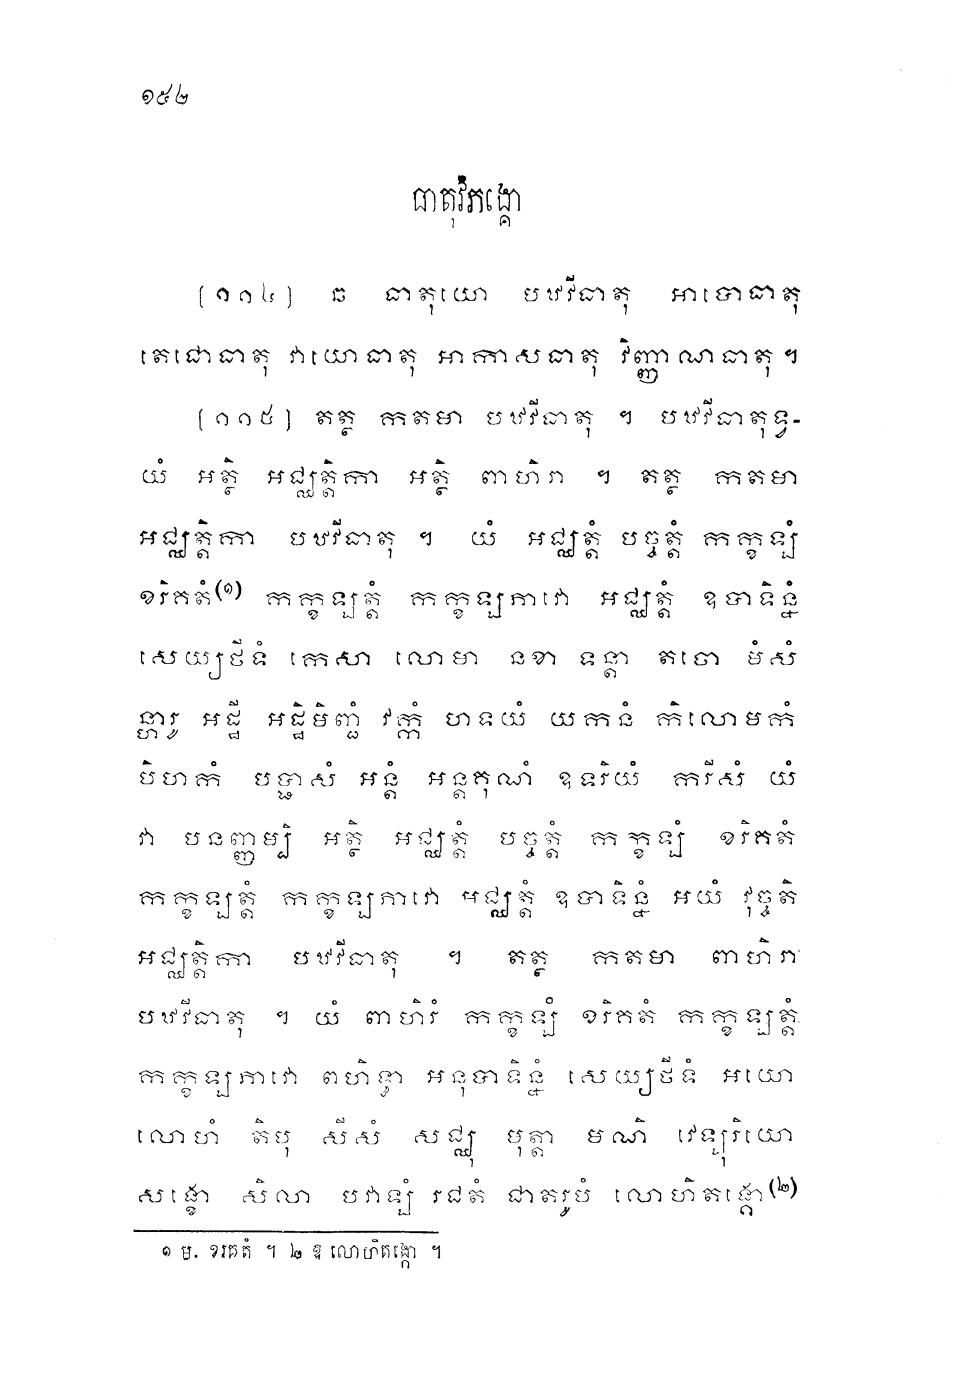 ១៥២
ធាតុវិភង្គោ
(១១៤) ឆ ធាតុយោ បឋវីធាតុ អាបោធាតុ
តេជោធាតុ វាយោធាតុ អាកាសធាតុ វិញ្ញាណធាតុ ។
(១១៥) តត្ថ កតមា បឋវីធាតុ ។ បឋវីធាតុទ្វ-
យំ អត្ថិ អជ្ឈត្តិកា អត្ថិ ពាហិរា ។ តត្ថ កតមា
អជ្ឈត្តិកា បឋវីធាតុ ។ យំ អជ្ឈត្តំ បច្ចត្តំ កក្ខឡំ
ខរិគតំ(១) កក្ខឡត្តំ កក្ខឡភាវោ អជ្ឈត្តំ ឧបាទិន្នំ
សេយ្យថីទំ កេសា លោមា នខា ទន្តា តចោ មំសំ
ន្ហារូ អដ្ឋី អដ្ឋិមិញ្ជំ វក្កំ ហទយំ យកនំ កិលោមកំ
បិហកំ បប្ផាសំ អន្តំ អន្តគុណំ ឧទរិយំ ករីសំ យំ
វា បនញ្ញម្បិ អត្ថិ អជ្ឈត្តំ បច្ចត្តំ កក្ខឡំ ខរិគតំ
កក្ខឡត្តំ កក្ខឡភាវោ អជ្ឈត្តំ ឧបាទិន្នំ អយំ វុច្ចតិ
អជ្ឈត្តិកា បឋវីធាតុ ។ តត្ថ កតមា ពាហិរា
បឋវីធាតុ ។ យំ ពាហិរំ កក្ខឡំ ខរិគតំ កក្ខឡត្តំ
កក្ខឡភាវោ ពហិទ្ធា អនុបាទិន្នំ សេយ្យថីទំ អយោ
លោហំ តិបុ សីសំ សជ្ឈុ មុត្តា មណិ វេឡុរិយោ
សង្ខោ សិលា បវាឡំ រជតំ ជាតរូបំ លោហិតង្កោ(២)
១ ម. ខរគតំ ។ ២ ឱ លោហិតង្កោ ។